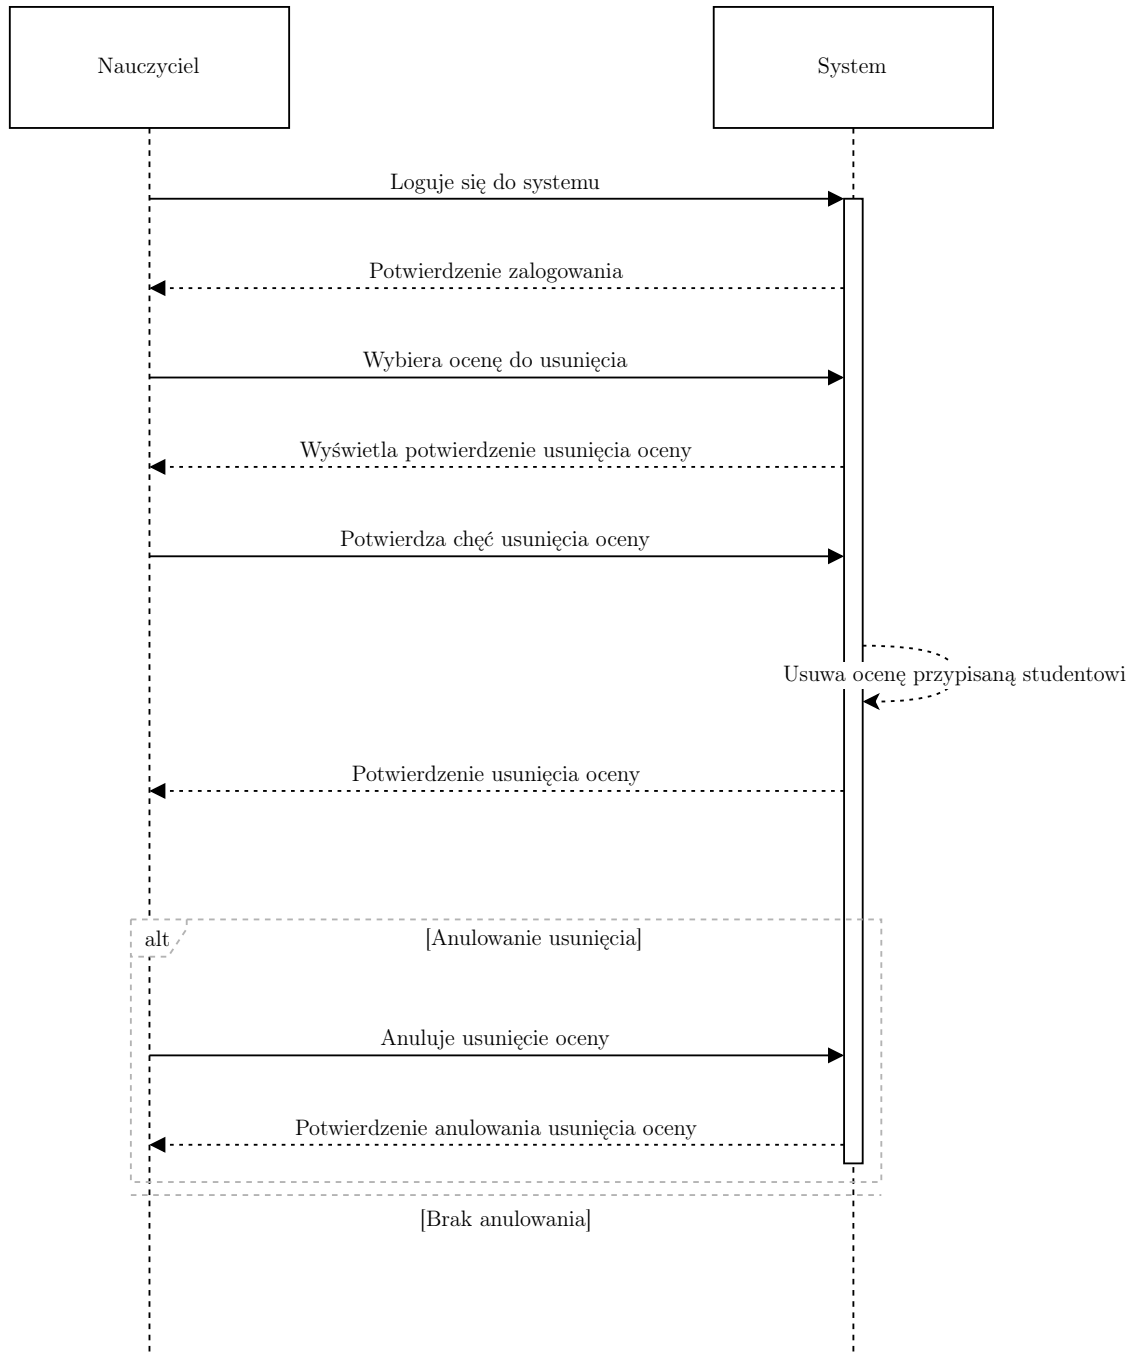 Nauczyciel
System
Loguje się do systemu
Potwierdzenie zalogowania
Wybiera ocenę do usunięcia
Wyświetla potwierdzenie usunięcia oceny
Potwierdza chęć usunięcia oceny
Usuwa ocenę przypisaną studentowi
Potwierdzenie usunięcia oceny
alt
[Anulowanie usunięcia]
Anuluje usunięcie oceny
Potwierdzenie anulowania usunięcia oceny
[Brak anulowania]